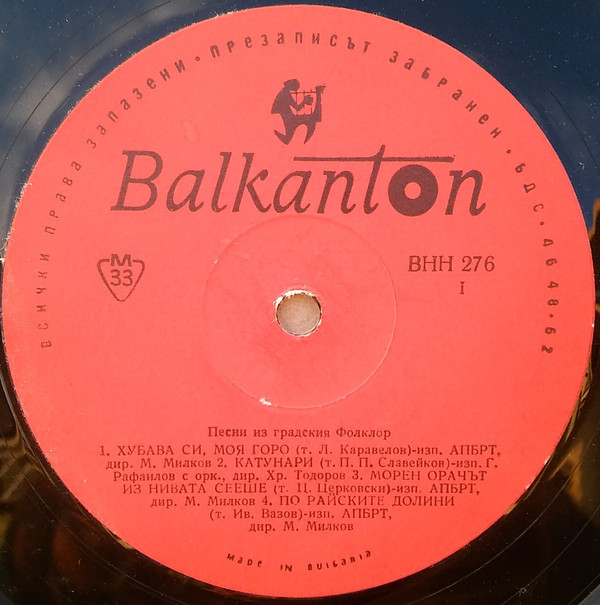 ВСИЧКИ ПРАВА ЗАПАЗЕНИ · ПРЕЗАПИСЪТ ЗАБРАНЕН · БДС · 46 48 · 62
Balkanton
М
33
ВНН 276
I
Песни из градския Фолклор
1. ХУБАВА СИ, МОЯ ГОРО (т. Л. Каравелов)-изп. АПБРТ,
дир. М. Милков 2. КАТУНАРИ (т. П. П. Славейков)-изп. Г.
Рафаилов с орк., дир. Хр. Тодоров 3. МОРЕН ОРАЧЪТ
ИЗ НИВАТА СЕЕШЕ (т. Ц. Церковски)-изп. АПБРТ,
дир. М. Милков 4. ПО РАЙСКИТЕ ДОЛИНИ
(т. Ив. Вазов)-изп. АПБРТ,
дир. М. Милков
MADE IN BULGARIA